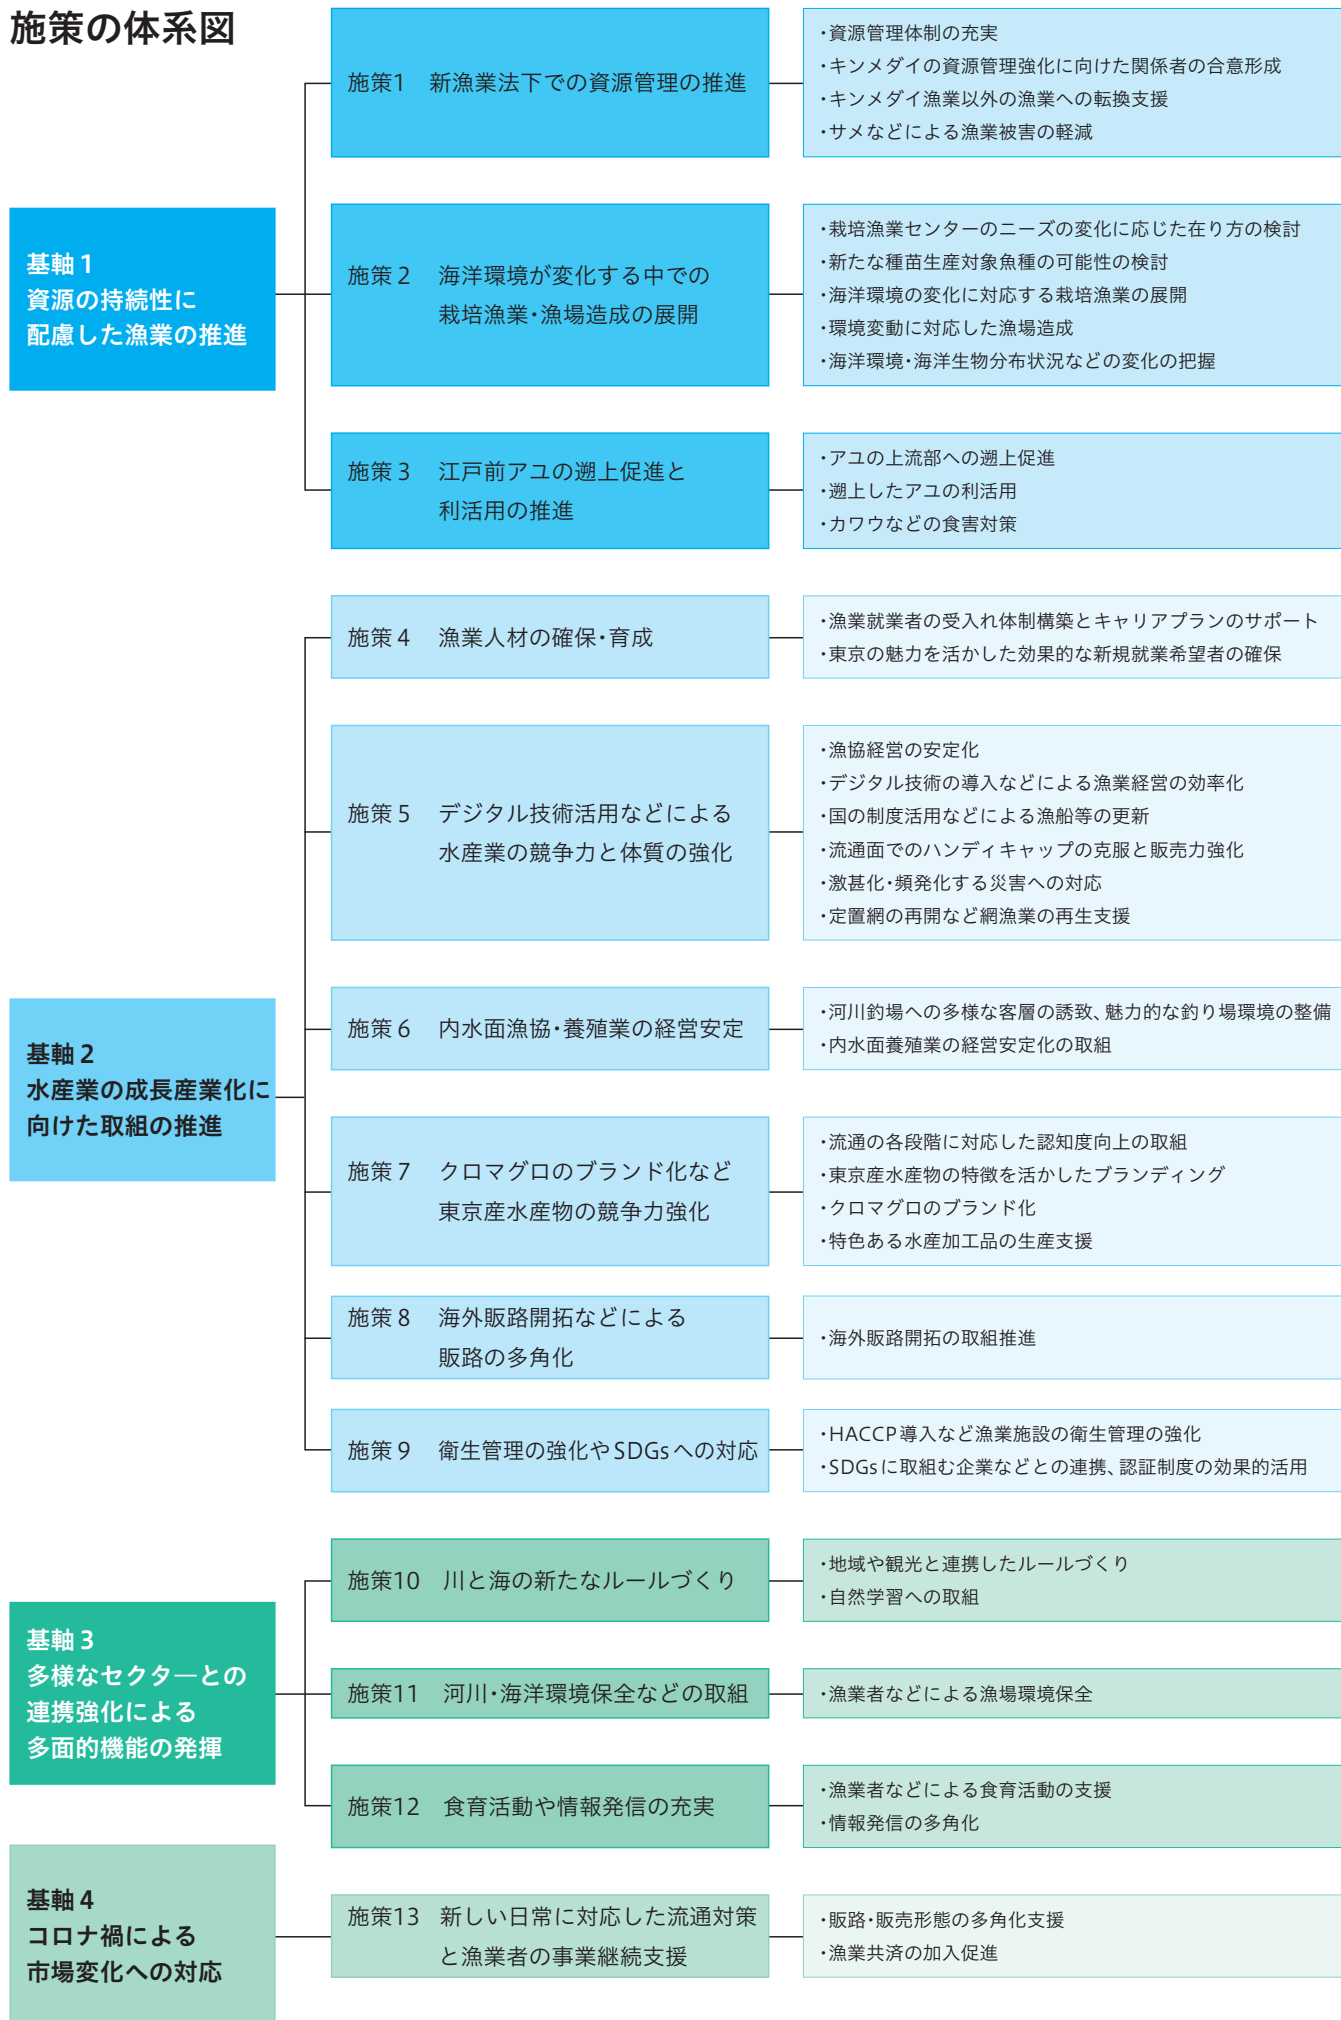 施策の体系図
基軸1
資源の持続性に
配慮した漁業の推進
施策1 新漁業法下での資源管理の推進
・資源管理体制の充実
・キンメダイの資源管理強化に向けた関係者の合意形成
・キンメダイ漁業以外の漁業への転換支援
・サメなどによる漁業被害の軽減
施策2 海洋環境が変化する中での
栽培漁業・漁場造成の展開
・栽培漁業センターのニーズの変化に応じた在り方の検討
・新たな種苗生産対象魚種の可能性の検討
・海洋環境の変化に対応する栽培漁業の展開
・環境変動に対応した漁場造成
・海洋環境・海洋生物分布状況などの変化の把握
施策3 江戸前アユの遡上促進と
利活用の推進
・アユの上流部への遡上促進
・遡上したアユの利活用
・カワウなどの食害対策
基軸2
水産業の成長産業化に
向けた取組の推進
施策4 漁業人材の確保・育成
・漁業就業者の受入れ体制構築とキャリアプランのサポート
・東京の魅力を活かした効果的な新規就業希望者の確保
施策5 デジタル技術活用などによる
水産業の競争力と体質の強化
・漁協経営の安定化
・デジタル技術の導入などによる漁業経営の効率化
・国の制度活用などによる漁船等の更新
・流通面でのハンディキャップの克服と販売力強化
・激甚化・頻発化する災害への対応
・定置網の再開など網漁業の再生支援
施策6 内水面漁協・養殖業の経営安定
・河川釣場への多様な客層の誘致、魅力的な釣り場環境の整備
・内水面養殖業の経営安定化の取組
施策7 クロマグロのブランド化など
東京産水産物の競争力強化
・流通の各段階に対応した認知度向上の取組
・東京産水産物の特徴を活かしたブランディング
・クロマグロのブランド化
・特色ある水産加工品の生産支援
施策8 海外販路開拓などによる
販路の多角化
・海外販路開拓の取組推進
施策9 衛生管理の強化やSDGsへの対応
・HACCP導入など漁業施設の衛生管理の強化
・SDGsに取組む企業などとの連携、認証制度の効果的活用
基軸3
多様なセクタ―との
連携強化による
多面的機能の発揮
施策10 川と海の新たなルールづくり
・地域や観光と連携したルールづくり
・自然学習への取組
施策11 河川・海洋環境保全などの取組
・漁業者などによる漁場環境保全
施策12 食育活動や情報発信の充実
・漁業者などによる食育活動の支援
・情報発信の多角化
基軸4
コロナ禍による
市場変化への対応
施策13 新しい日常に対応した流通対策
と漁業者の事業継続支援
・販路・販売形態の多角化支援
・漁業共済の加入促進